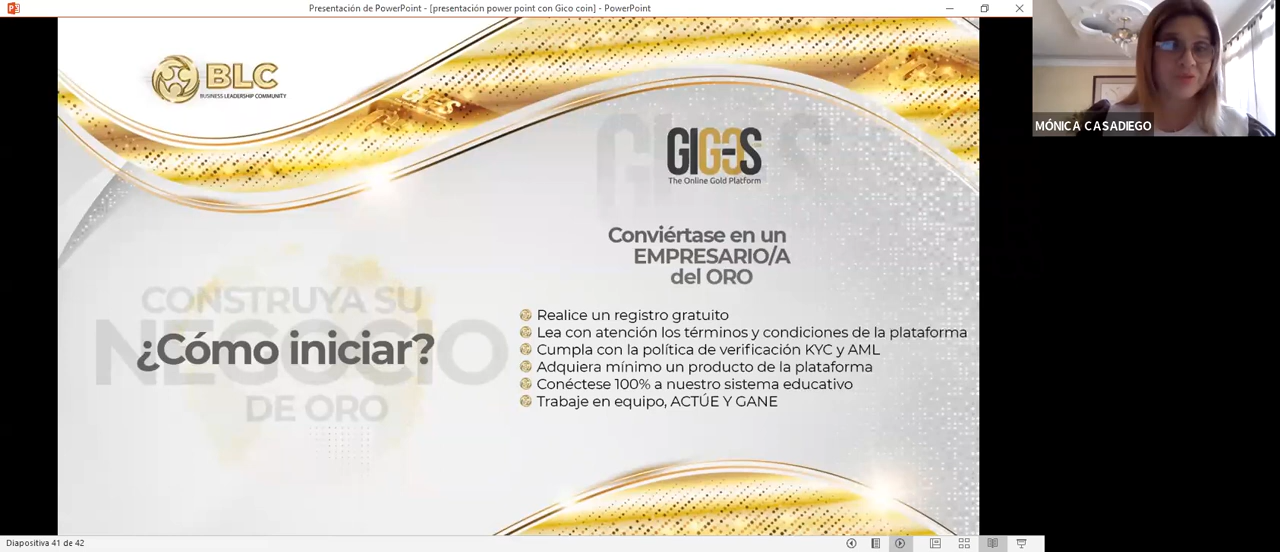 Presentación de PowerPoint - [presentación power point con Gico coin] - PowerPoint
BLC
BUSINESS LEADERSHIP COMMUNITY
GIGOS
The Online Gold Platform
Conviértase en un
EMPRESARIO/A
del ORO
CONSTRUYA SU
NEGOCIO
DE ORO
¿Cómo iniciar?
Realice un registro gratuito
Lea con atención los términos y condiciones de la plataforma
Cumpla con la política de verificación KYC y AML
Adquiera mínimo un producto de la plataforma
Conéctese 100% a nuestro sistema educativo
Trabaje en equipo, ACTÚE Y GANE
MÓNICA CASADIEGO
Diapositiva 41 de 42